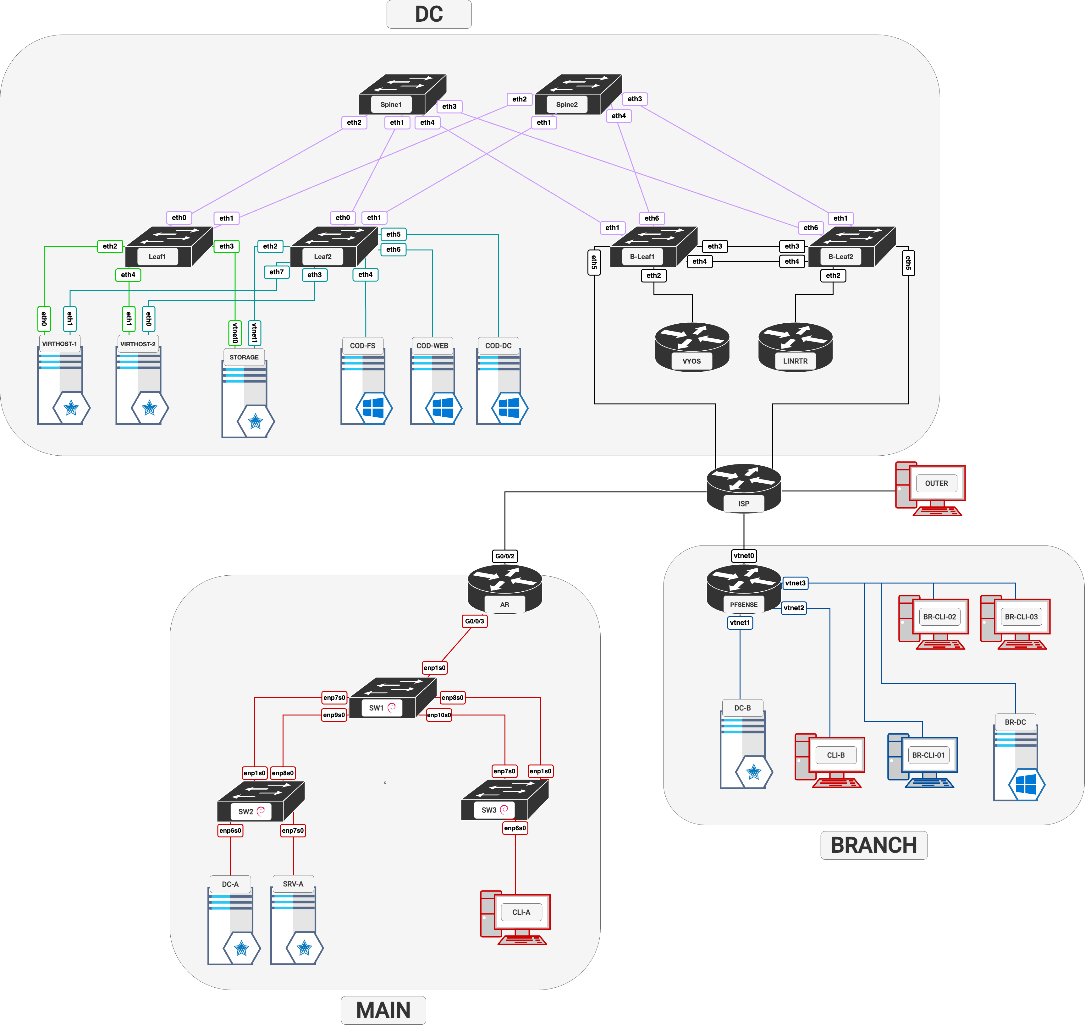 DC
Spine1
Spine2
eth2
eth3
eth3
eth2
eth1
eth4
eth1
eth4
eth0
eth1
eth0
eth1
eth1
eth6
eth6
eth1
Leaf1
Leaf2
B-Leaf1
B-Leaf2
eth2
eth3
eth4
eth2
eth7
eth3
eth4
eth5
eth6
eth5
eth3
eth4
eth2
eth3
eth4
eth2
eth5
eth0
eth1
eth1
eth0
vtnet0
vtnet1
VIRTHOST-1
VIRTHOST-2
STORAGE
COD-FS
COD-WEB
COD-DC
VYOS
LINRTR
ISP
OUTER
G0/0/2
AR
G0/0/3
vtnet0
PFSENSE
vtnet3
vtnet2
vtnet1
BR-CLI-02
BR-CLI-03
DC-B
CLI-B
BR-CLI-01
BR-DC
BRANCH
enp1s0
SW1
enp7s0
enp9s0
enp8s0
enp10s0
enp1s0
enp8s0
enp7s0
enp1s0
SW2
SW3
enp6s0
enp7s0
enp6s0
DC-A
SRV-A
CLI-A
MAIN